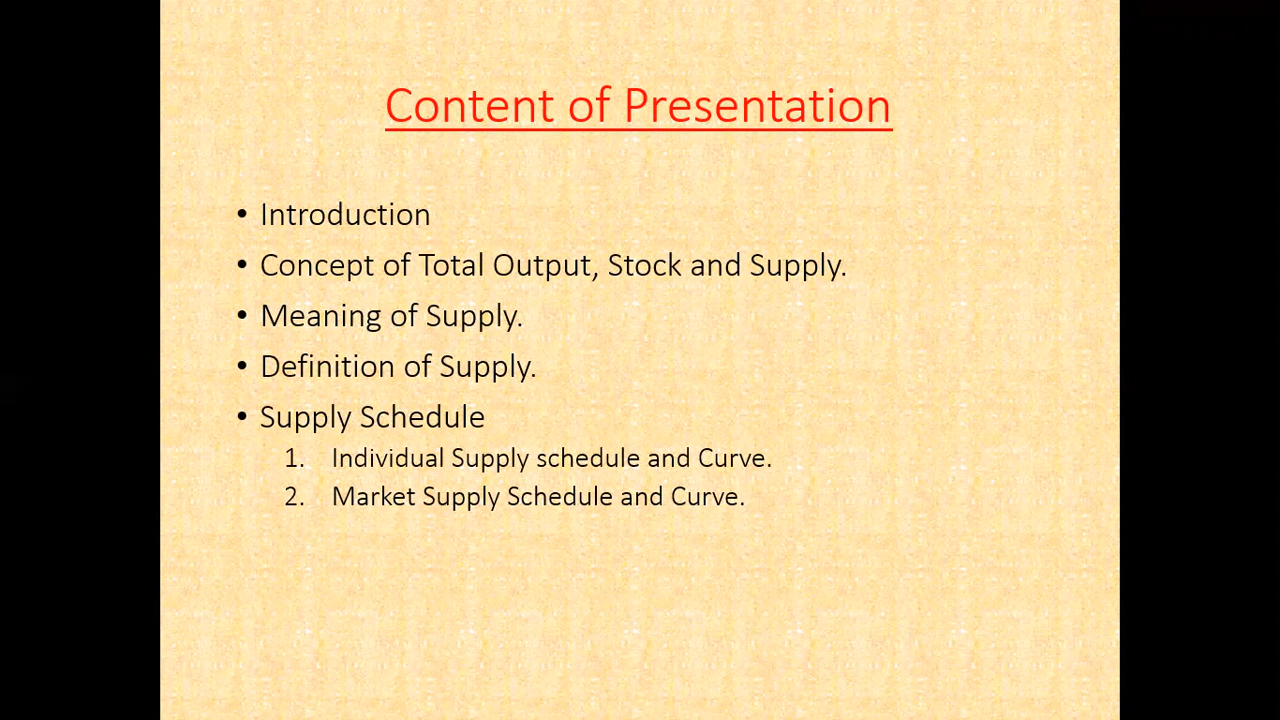 Content of Presentation
• Introduction
• Concept of Total Output, Stock and Supply.
• Meaning of Supply.
• Definition of Supply.
• Supply Schedule
1. Individual Supply schedule and Curve.
2. Market Supply Schedule and Curve.